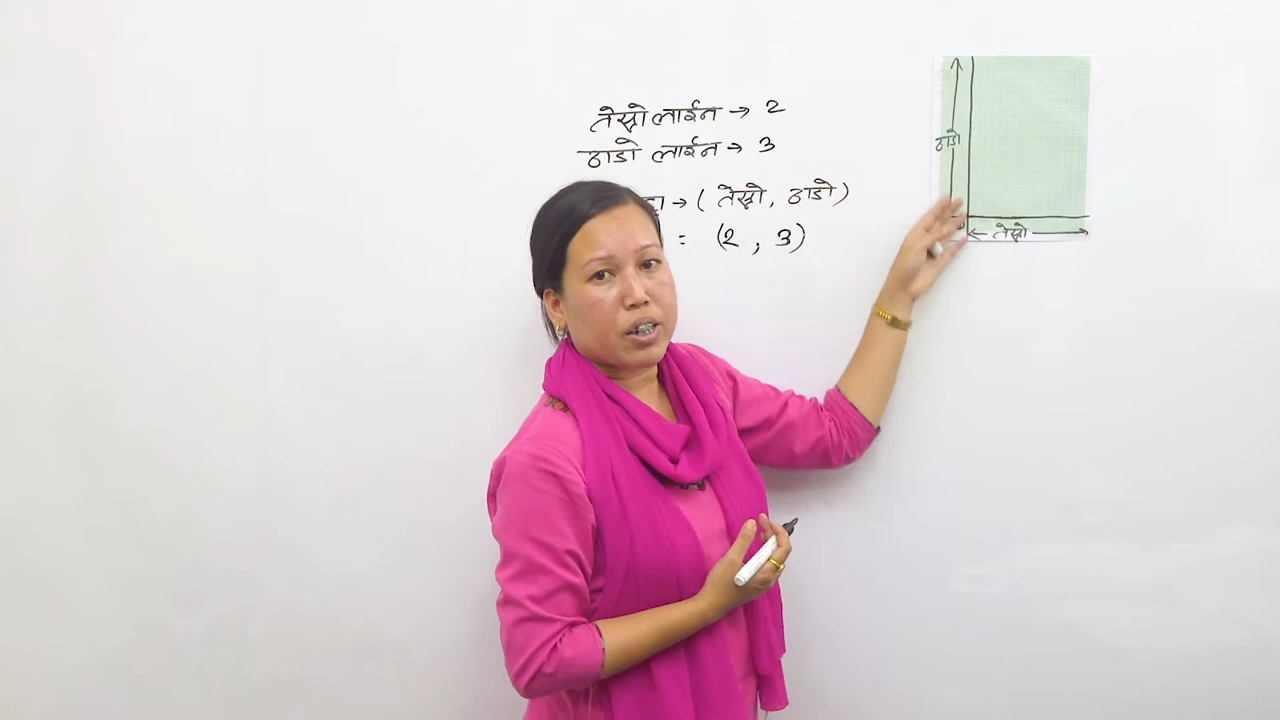 तेस्रो लाईन → 2
ठाडो लाईन → 3
→ ( तेस्रो, ठाडो )
= (2 , 3)
ठाडो
तेस्रो